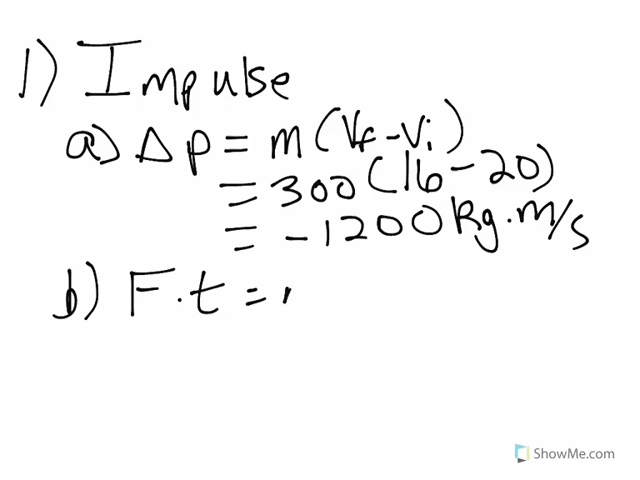 1) Impulse
a) Δp = m(Vf - Vi)
= 300(16 - 20)
= -1200 kg·m/s
b) F·t =
ShowMe.com